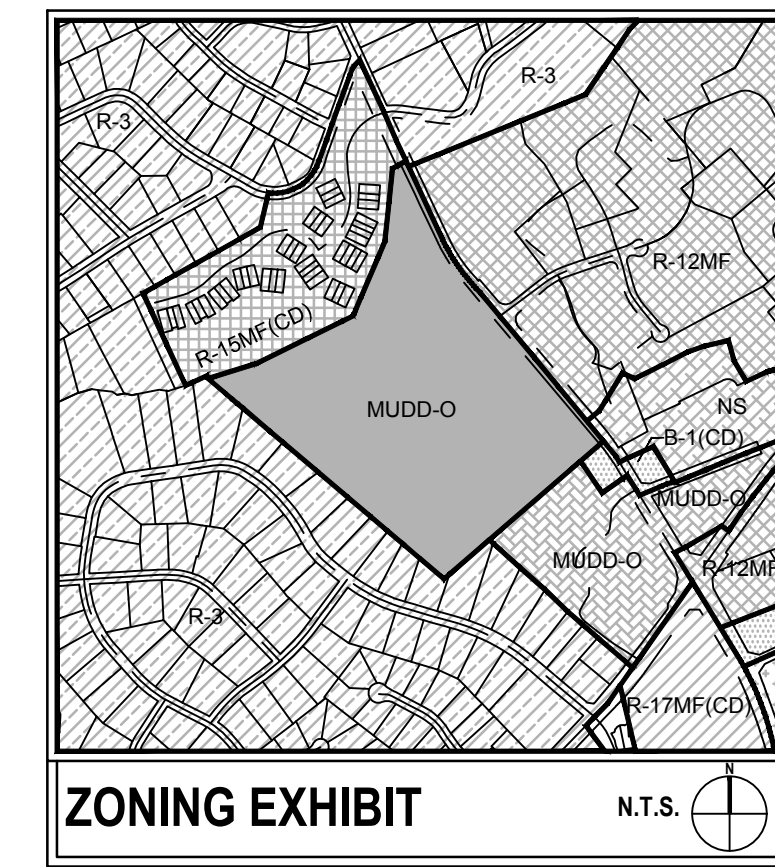 R-3
R-3
R-12MF
R-15MF(CD)
MUDD-O
NS
B-1(CD)
MUDD-O
MUDD-O
R-12MF
R-3
R-17MF(CD)
ZONING EXHIBIT
N.T.S.
N